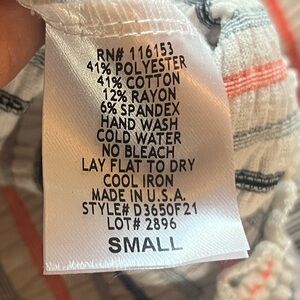 RN# 116153
41% POLYESTER
41% COTTON
12% RAYON
6% SPANDEX
HAND WASH
COLD WATER
NO BLEACH
LAY FLAT TO DRY
COOL IRON
MADE IN U.S.A.
STYLE# D3650F21
LOT# 2896
SMALL